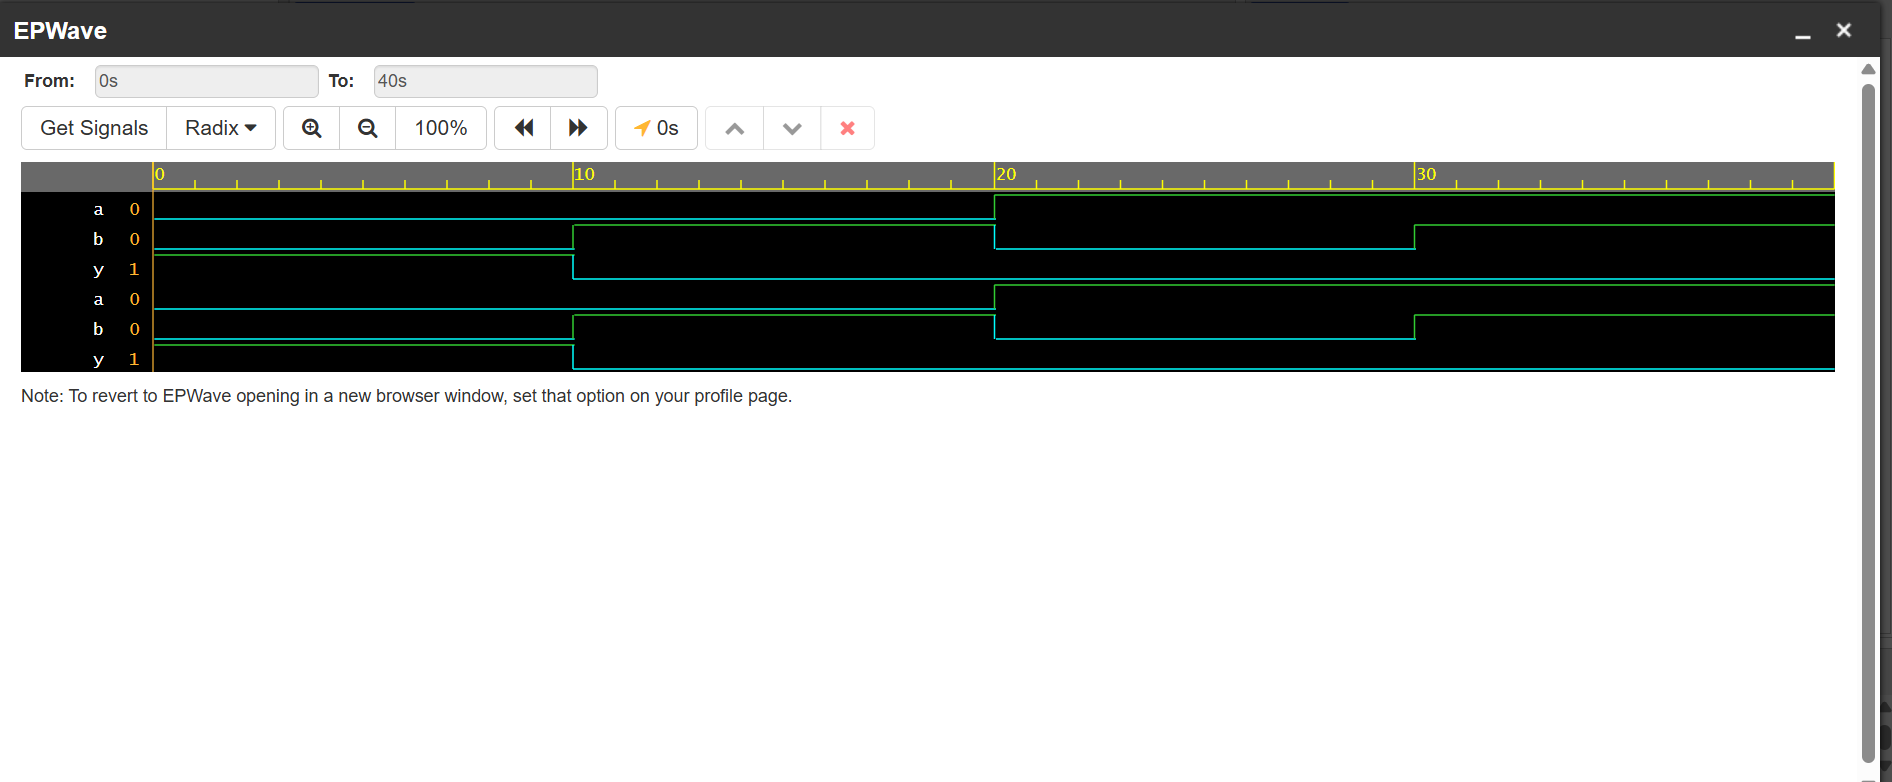 EPWave
From: 0s To: 40s
Get Signals Radix 100% 0s
0 10 20 30
a 0
b 0
y 1
a 0
b 0
y 1
Note: To revert to EPWave opening in a new browser window, set that option on your profile page.